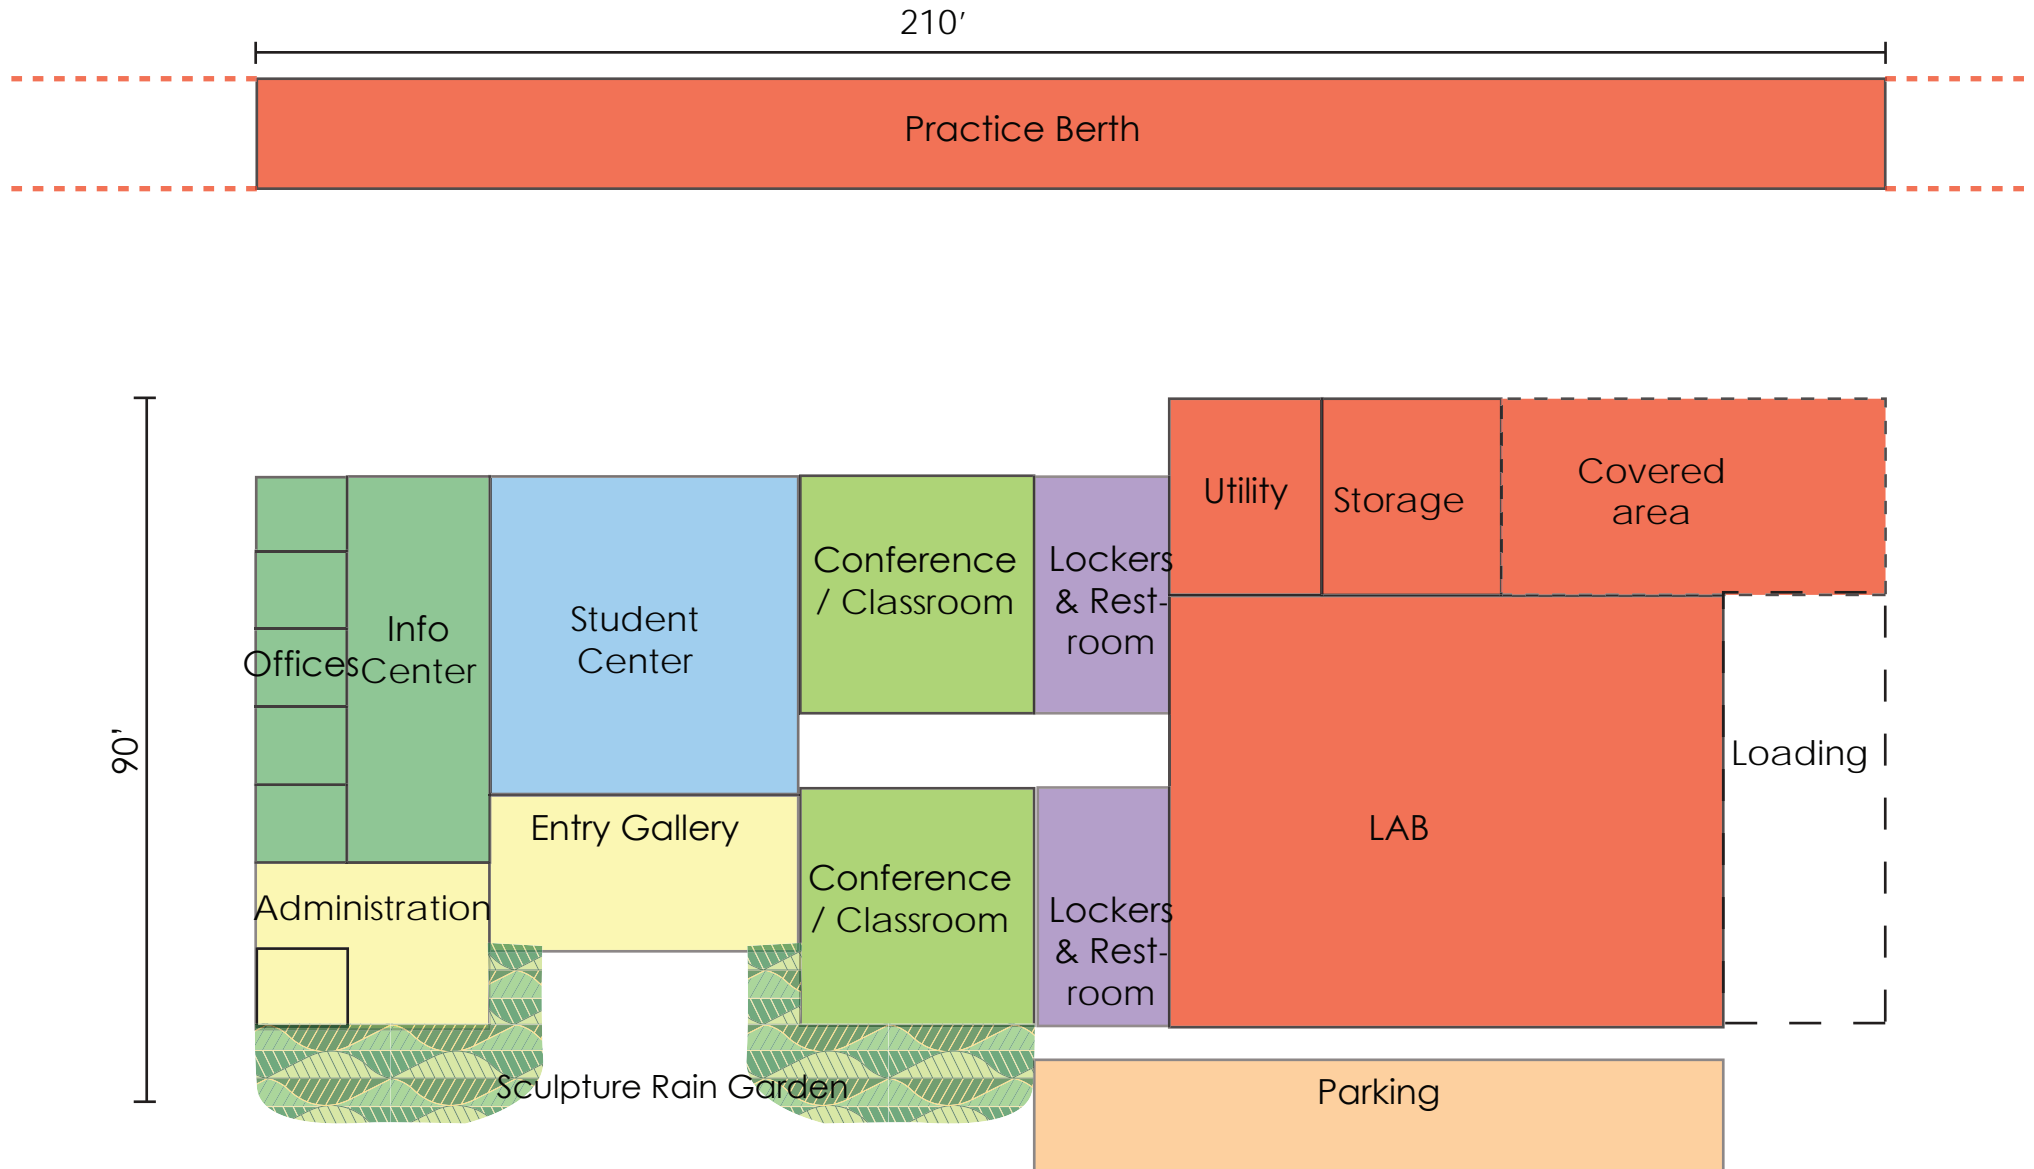 210’
Practice Berth
90’
Offices
Info
Center
Student
Center
Conference
/ Classroom
Lockers
& Rest-
room
Utility
Storage
Covered
area
Administration
Entry Gallery
Conference
/ Classroom
Lockers
& Rest-
room
LAB
Loading
Sculpture Rain Garden
Parking